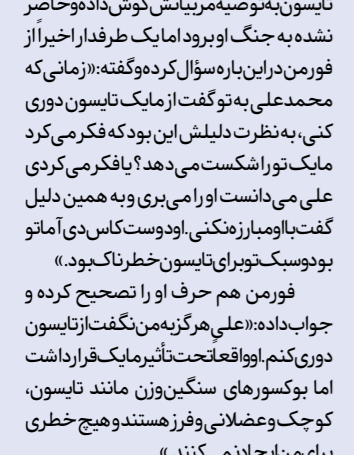 تایسون به توصیه مربیانش گوش داده و حاضر
نشده به جنگ او برود اما یک طرفدار اخیراً از
فورمن در این باره سؤال کرده و گفته: «زمانی که
محمدعلی به تو گفت از مایک تایسون دوری
کنی، به نظرت دلیلش این بود که فکر می‌کرد
مایک تو را شکست می‌دهد؟ یا فکر می‌کردی
علی می‌دانست او را می‌بری و به همین دلیل
گفت با او مبارزه نکنی. او دوست کاس دی آماتو
بود و سبک تو برای تایسون خطرناک بود.»
فورمن هم حرف او را تصحیح کرده و
جواب داده: «علی هرگز به من نگفت از تایسون
دوری کنم. او واقعاً تحت تأثیر مایک قرار داشت
اما بوکسورهای سنگین‌وزن مانند تایسون،
کوچک و عضلانی و فرز هستند و هیچ خطری
برای من ایجاد نمی‌کنند.»